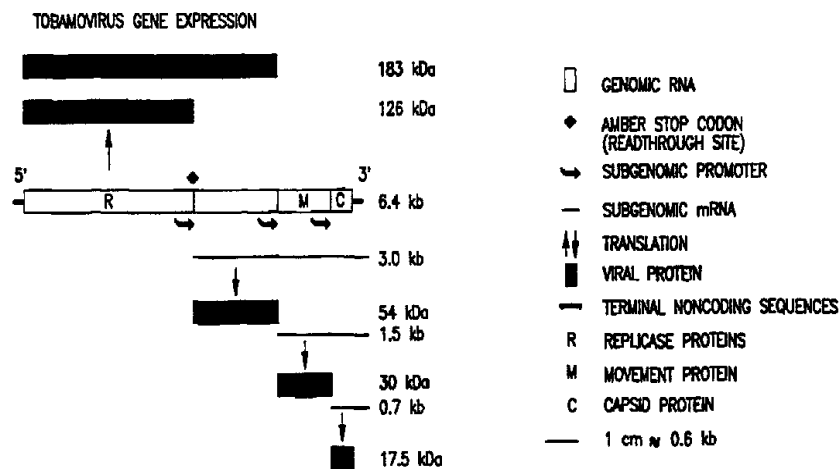 TOBAMOVIRUS GENE EXPRESSION
183 kDa
126 kDa
5'
3'
R
M
C
6.4 kb
3.0 kb
54 kDa
1.5 kb
30 kDa
0.7 kb
17.5 kDa
GENOMIC RNA
AMBER STOP CODON
(READTHROUGH SITE)
SUBGENOMIC PROMOTER
SUBGENOMIC mRNA
TRANSLATION
VIRAL PROTEIN
TERMINAL NONCODING SEQUENCES
R REPLICASE PROTEINS
M MOVEMENT PROTEIN
C CAPSID PROTEIN
1 cm ≈ 0.6 kb